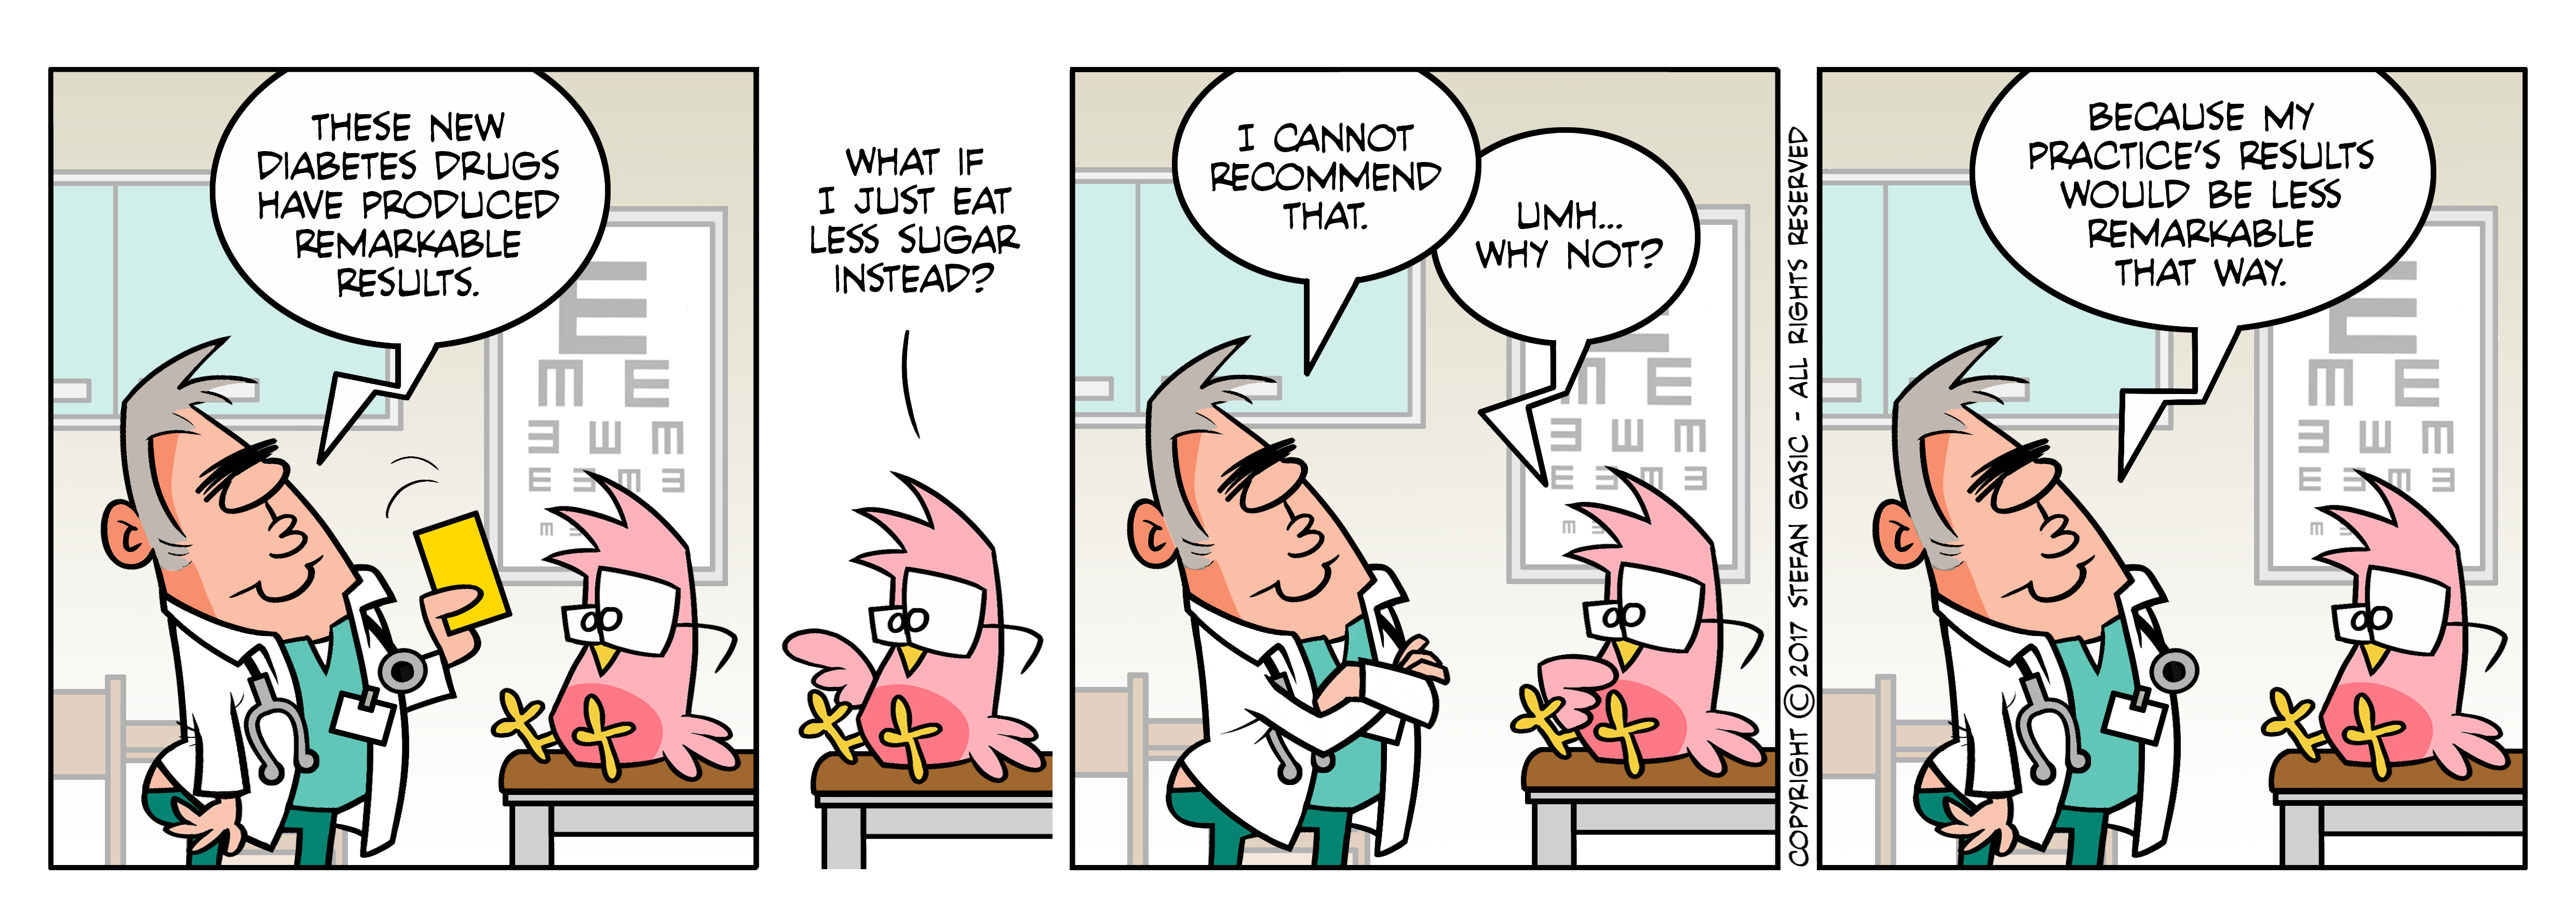 THESE NEW
DIABETES DRUGS
HAVE PRODUCED
REMARKABLE
RESULTS.
WHAT IF
I JUST EAT
LESS SUGAR
INSTEAD?
I CANNOT
RECOMMEND
THAT.
UMH...
WHY NOT?
COPYRIGHT © 2017 STEFAN GASIC - ALL RIGHTS RESERVED
BECAUSE MY
PRACTICE'S RESULTS
WOULD BE LESS
REMARKABLE
THAT WAY.